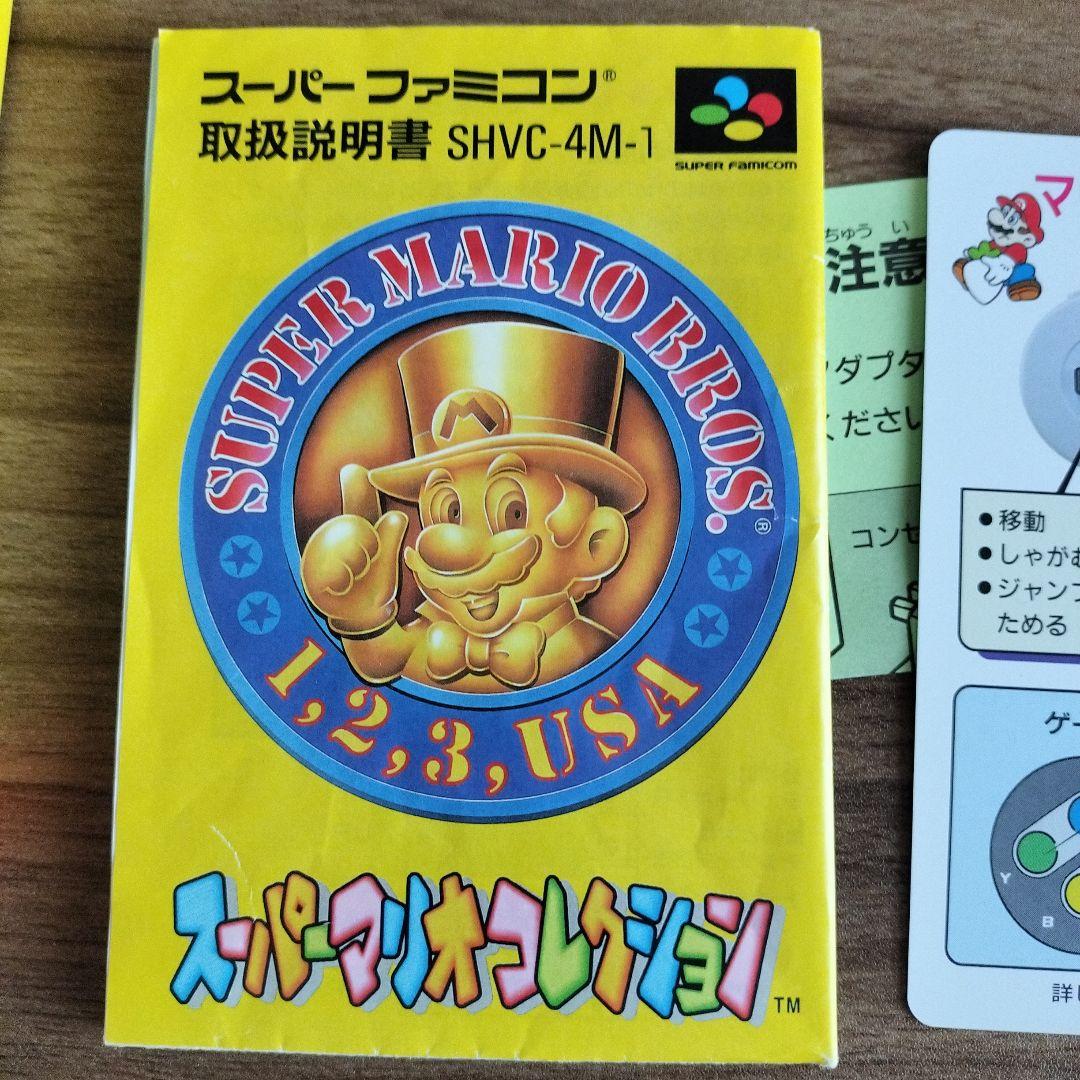 スーパーファミコン®
取扱説明書 SHVC-4M-1
SUPER FAMICOM
SUPER MARIO BROS.®
M
1, 2, 3, USA
スーパーマリオコレクション™
ちゅうい
注意
ダプタ
ください
コンセ
マ
●移動
●しゃがむ
●ジャンプ
ためる
ゲー
Y
B
詳し